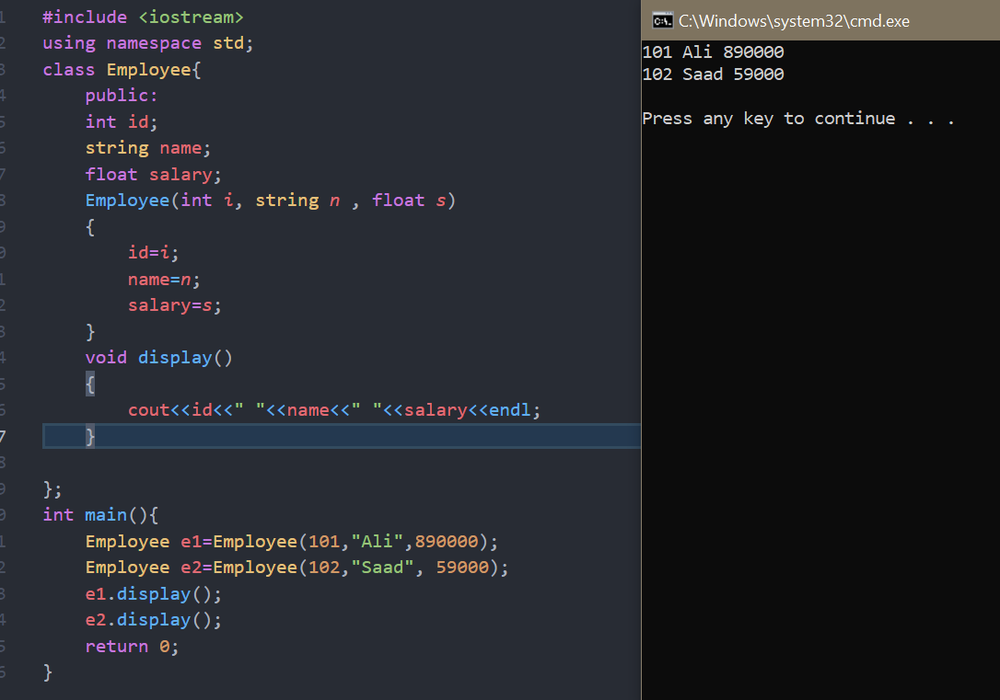 #include <iostream>
using namespace std;
class Employee{
    public:
    int id;
    string name;
    float salary;
    Employee(int i, string n , float s)
    {
        id=i;
        name=n;
        salary=s;
    }
    void display()
    {
        cout<<id<<" "<<name<<" "<<salary<<endl;
    }

};
int main(){
    Employee e1=Employee(101,"Ali",890000);
    Employee e2=Employee(102,"Saad", 59000);
    e1.display();
    e2.display();
    return 0;
}
C:\Windows\system32\cmd.exe
101 Ali 890000
102 Saad 59000

Press any key to continue . . .